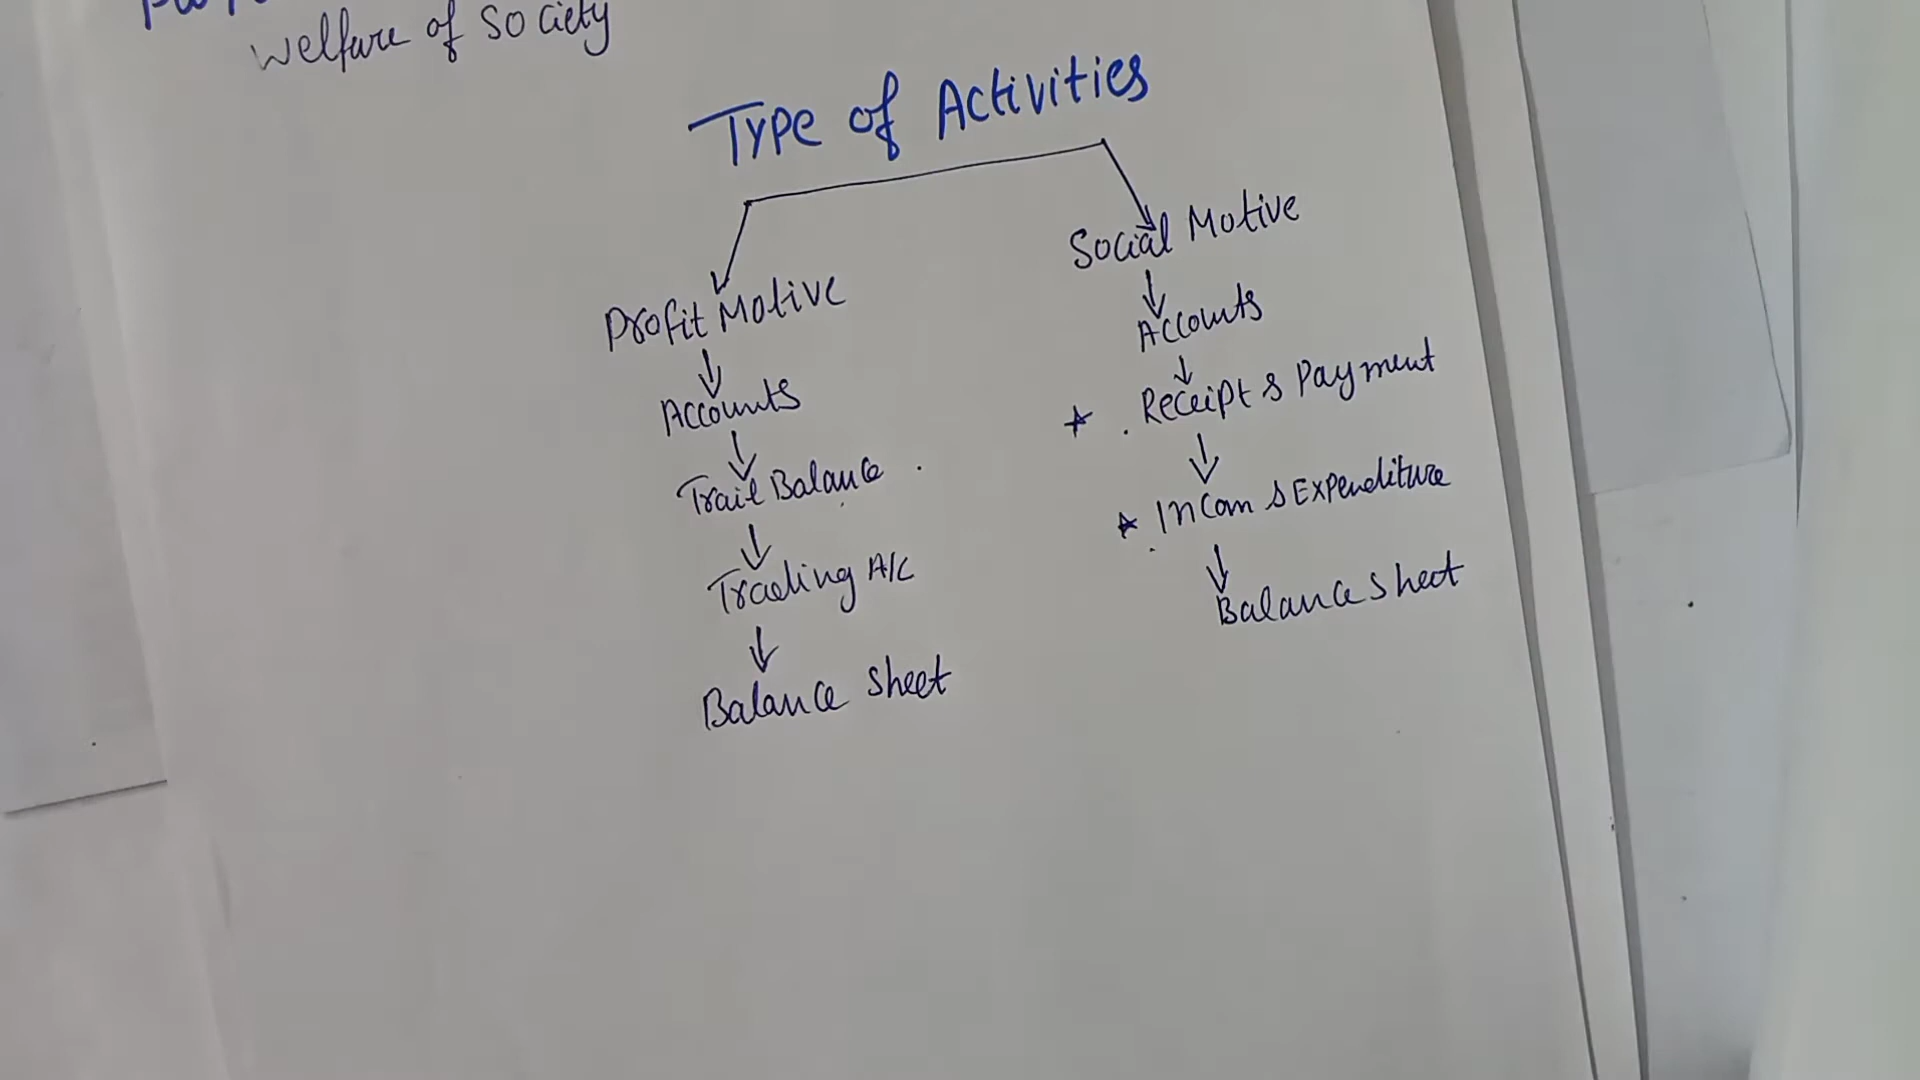 welfare of society
Type of Activities
Profit Motive
Accounts
Trail Balance
Trading A/C
Balance Sheet
Social Motive
Accounts
Receipt & Payment
Incom & Expenditure
Balance Sheet